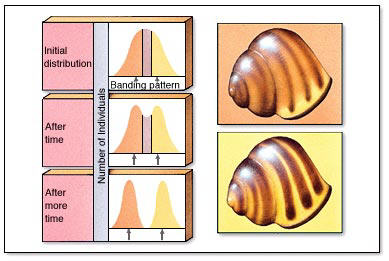 Initial
distribution
Banding pattern
After
time
Number of Individuals
After
more
time